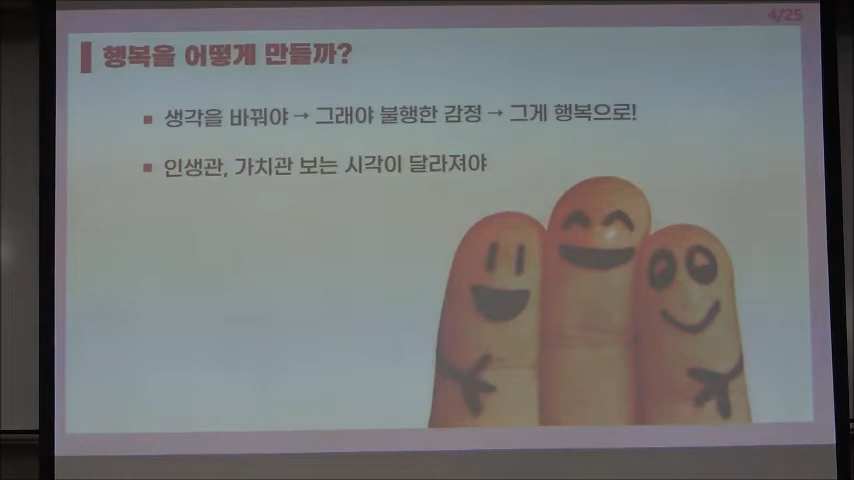 4/25
행복을 어떻게 만들까?
생각을 바꿔야 → 그래야 불행한 감정 → 그게 행복으로!
인생관, 가치관 보는 시각이 달라져야